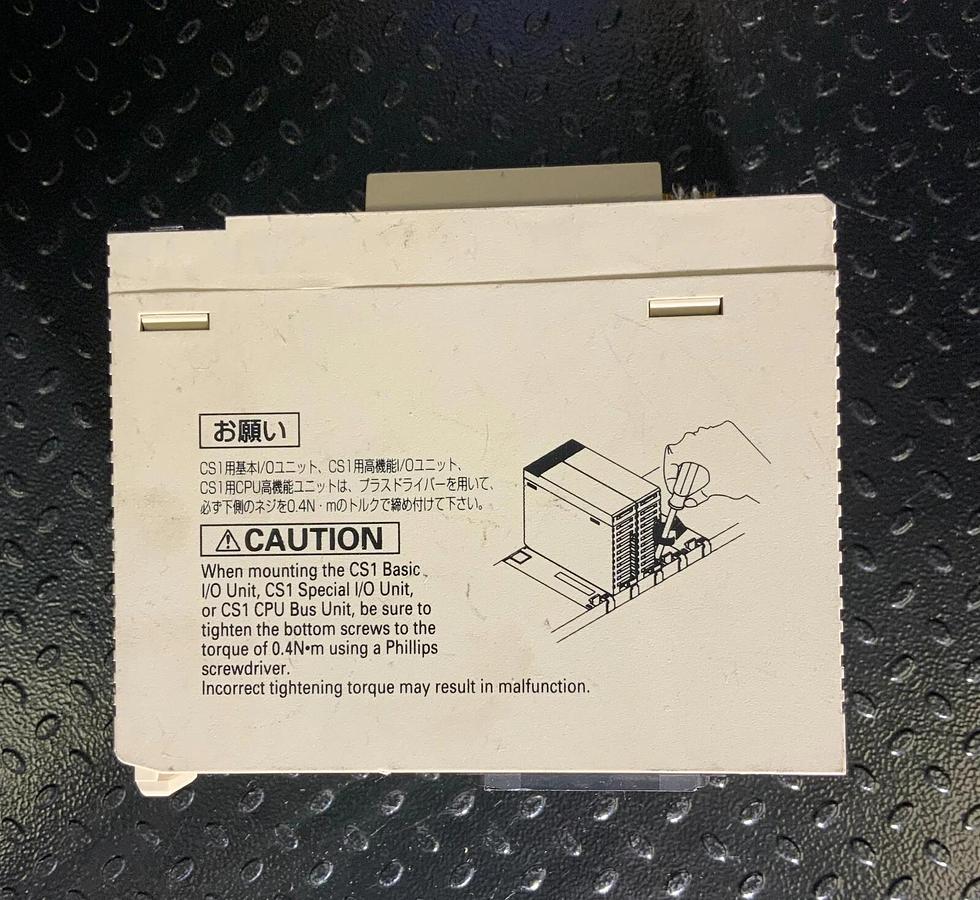 お願い
CS1用基本I/Oユニット、CS1用高機能I/Oユニット、
CS1用CPU高機能ユニットは、プラスドライバーを用いて、
必ず下側のネジを0.4N・mのトルクで締め付けて下さい。
⚠CAUTION
When mounting the CS1 Basic
I/O Unit, CS1 Special I/O Unit,
or CS1 CPU Bus Unit, be sure to
tighten the bottom screws to the
torque of 0.4N•m using a Phillips
screwdriver.
Incorrect tightening torque may result in malfunction.